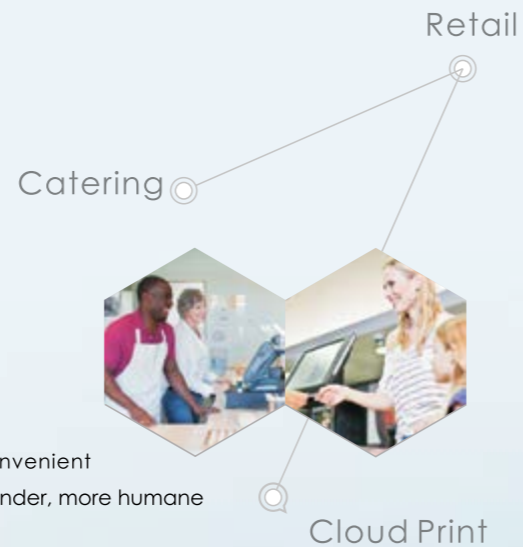 Retail
Catering
nvenient
nder, more humane
Cloud Print